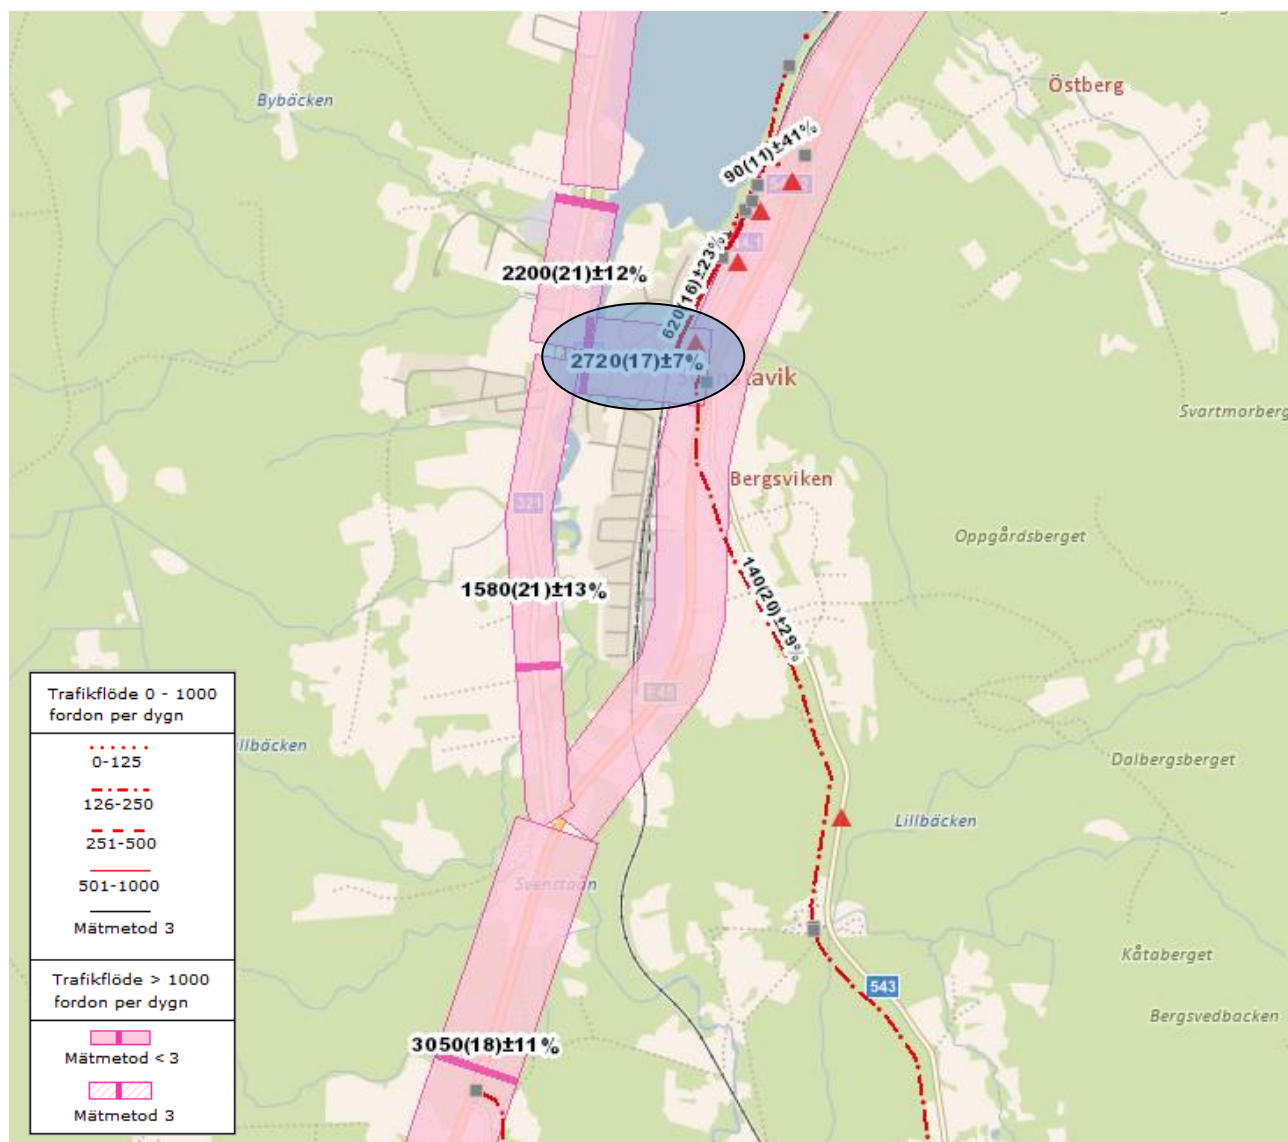 Östberg
Bybäcken
90(11)±41%
2200(21)±12%
620(16)±23%
2720(17)±7%
Svartmorberg
Bergsviken
321
Oppgårdsberget
140(20)±29%
1580(21)±13%
E45
Trafikflöde 0 - 1000
fordon per dygn
0-125
126-250
251-500
501-1000
Mätmetod 3
Trafikflöde > 1000
fordon per dygn
Mätmetod < 3
Mätmetod 3
Dalbergsberget
Lillbäcken
Svenstaån
Kåtaberget
543
Bergsvedbacken
3050(18)±11%